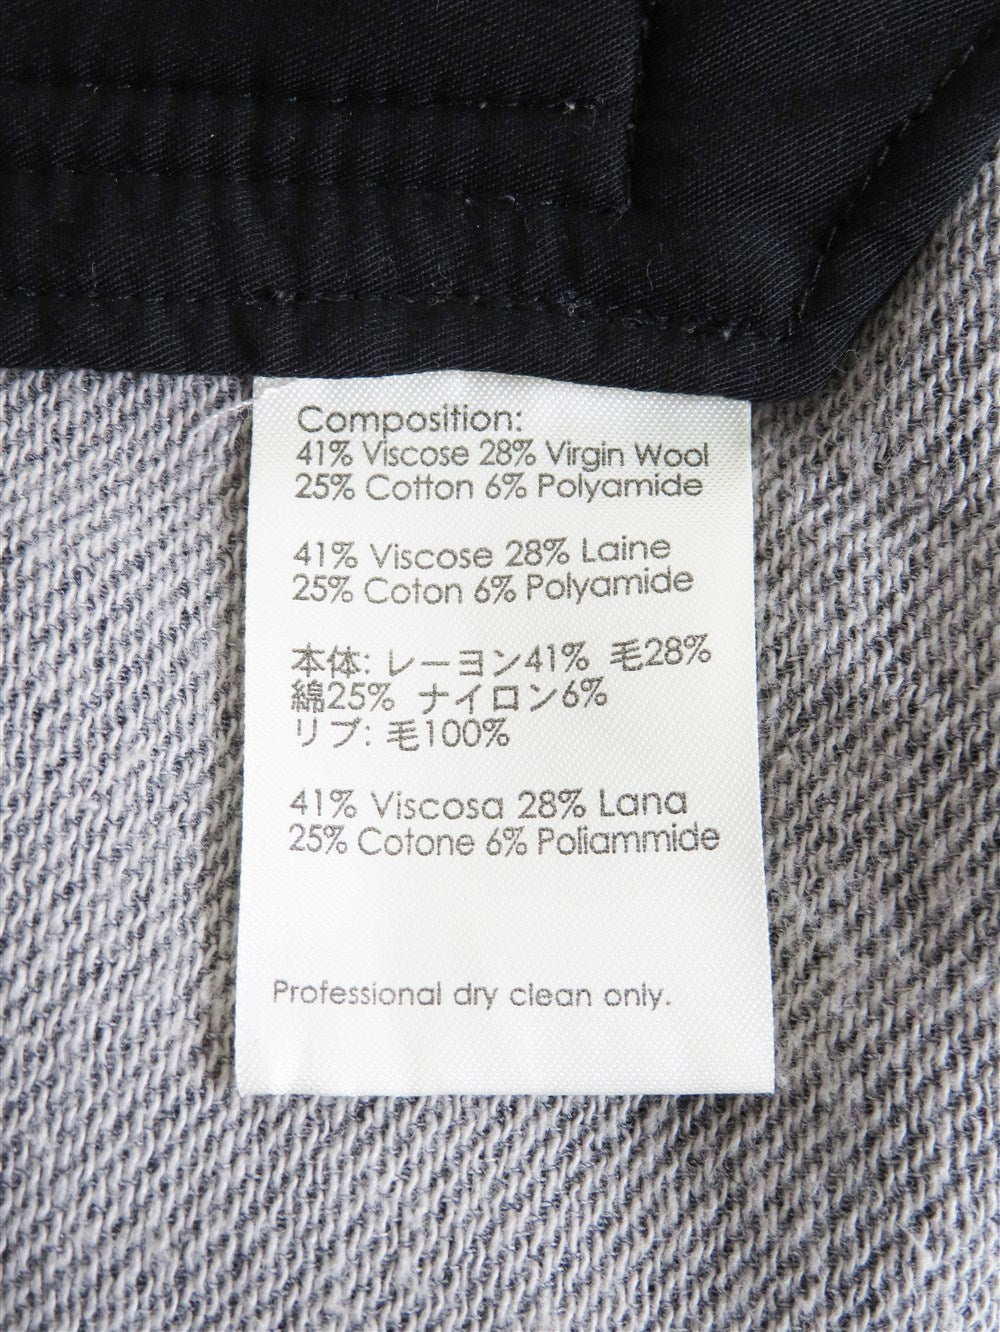 Composition:
41% Viscose 28% Virgin Wool
25% Cotton 6% Polyamide
41% Viscose 28% Laine
25% Coton 6% Polyamide
本体: レーヨン41% 毛28%
綿25% ナイロン6%
リブ: 毛100%
41% Viscosa 28% Lana
25% Cotone 6% Poliammide
Professional dry clean only.